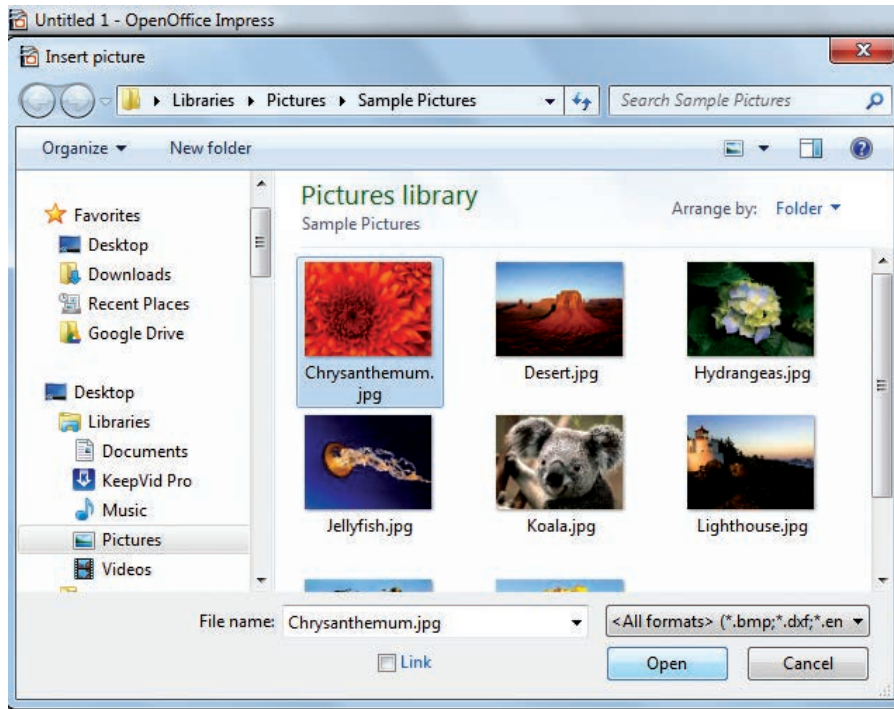 Untitled 1 - OpenOffice Impress
Insert picture
Libraries Pictures Sample Pictures
Search Sample Pictures
Organize
New folder
Favorites
Desktop
Downloads
Recent Places
Google Drive
Desktop
Libraries
Documents
KeepVid Pro
Music
Pictures
Videos
Pictures library
Sample Pictures
Arrange by: Folder
Chrysanthemum.
jpg
Desert.jpg
Hydrangeas.jpg
Jellyfish.jpg
Koala.jpg
Lighthouse.jpg
File name: Chrysanthemum.jpg
<All formats> (*.bmp;*.dxf;*.en
Link
Open
Cancel